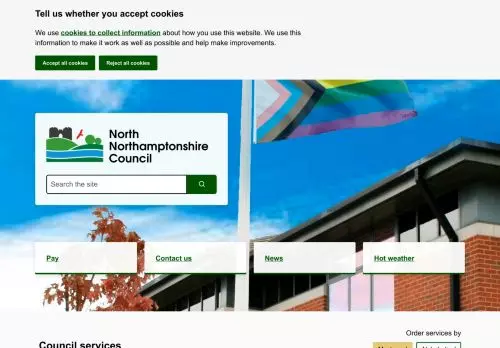 Tell us whether you accept cookies
We use cookies to collect information about how you use this website. We use this
information to make it work as well as possible and help make improvements.
Accept all cookies
Reject all cookies
North
Northamptonshire
Council
Search the site
Pay
Contact us
News
Hot weather
Council services
Order services by